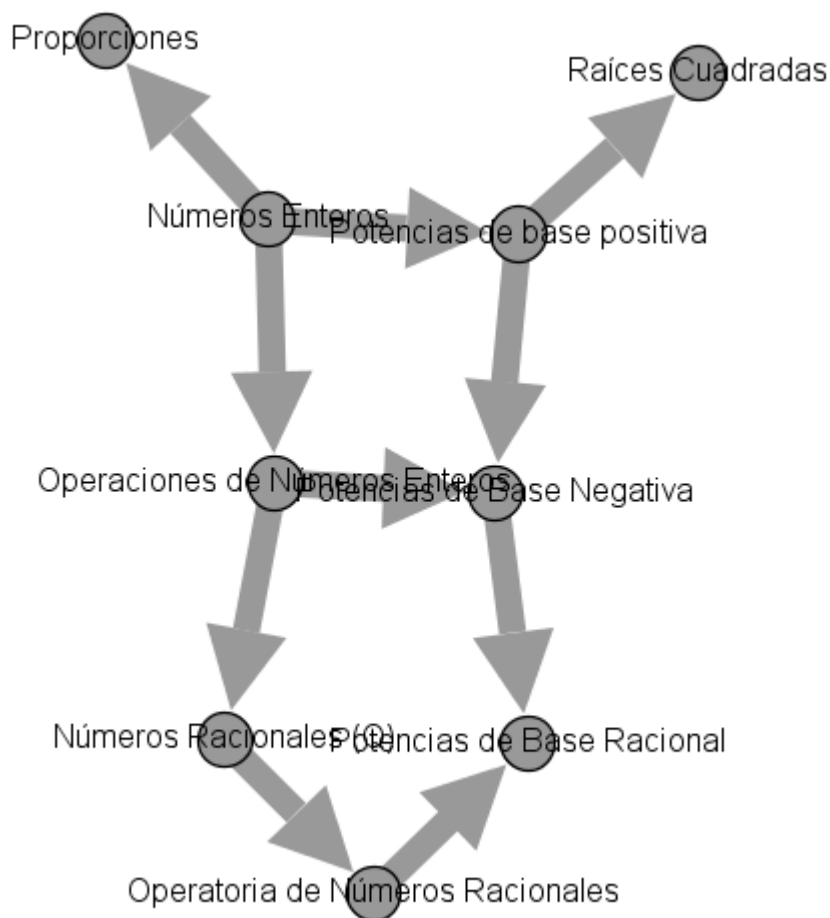 Proporciones
Raíces Cuadradas
Números Enteros
Potencias de base positiva
Operaciones de Números Enteros
Potencias de Base Negativa
Números Racionales (Q)
Potencias de Base Racional
Operatoria de Números Racionales